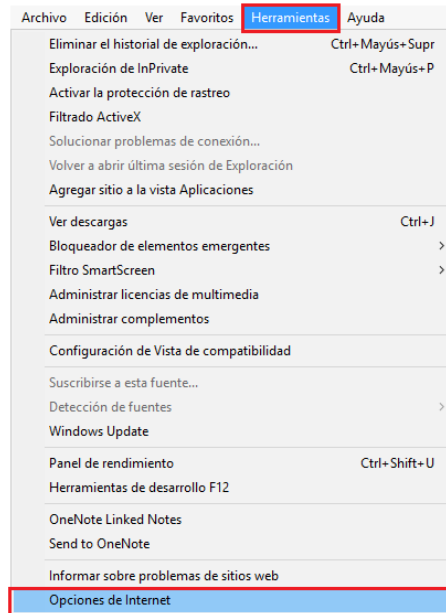 Archivo Edición Ver Favoritos Herramientas Ayuda
Eliminar el historial de exploración... Ctrl+Mayús+Supr
Exploración de InPrivate Ctrl+Mayús+P
Activar la protección de rastreo
Filtrado ActiveX
Solucionar problemas de conexión...
Volver a abrir última sesión de Exploración
Agregar sitio a la vista Aplicaciones
Ver descargas Ctrl+J
Bloqueador de elementos emergentes
Filtro SmartScreen
Administrar licencias de multimedia
Administrar complementos
Configuración de Vista de compatibilidad
Suscribirse a esta fuente...
Detección de fuentes
Windows Update
Panel de rendimiento Ctrl+Shift+U
Herramientas de desarrollo F12
OneNote Linked Notes
Send to OneNote
Informar sobre problemas de sitios web
Opciones de Internet